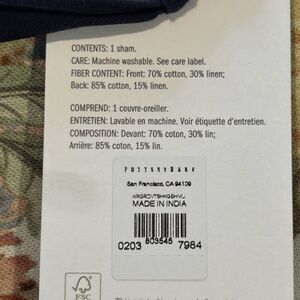 CONTENTS: 1 sham.
CARE: Machine washable. See care label.
FIBER CONTENT: Front: 70% cotton, 30% linen;
Back: 85% cotton, 15% linen.
COMPREND: 1 couvre-oreiller.
ENTRETIEN: Lavable en machine. Voir étiquette d'entretien.
COMPOSITION: Devant: 70% coton, 30% lin;
Arrière: 85% coton, 15% lin.
POTTERY BARN
San Francisco, CA 94109
MADE IN INDIA
803545
0203 7984
FSC